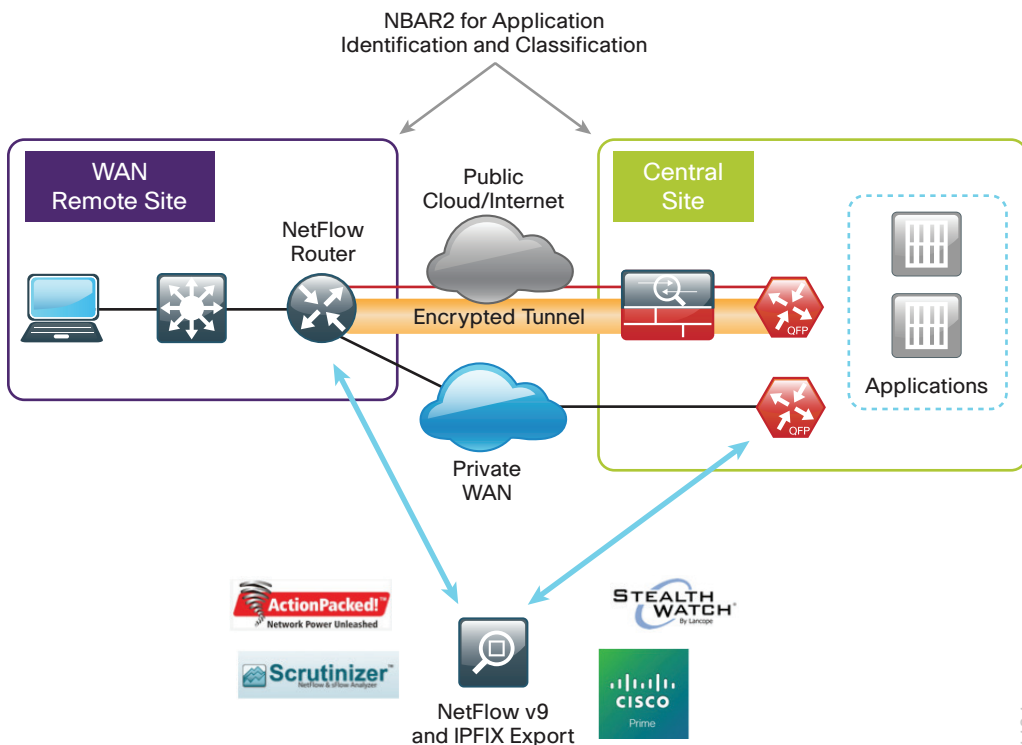 NBAR2 for Application
Identification and Classification
WAN
Remote Site
NetFlow
Router
Public
Cloud/Internet
Central
Site
Encrypted Tunnel
QFP
Applications
QFP
Private
WAN
ActionPacked!™
Network Power Unleashed
STEALTH
WATCH®
By Lancope
Scrutinizer™
NetFlow & sFlow Analyzer
CISCO
Prime
NetFlow v9
and IPFIX Export